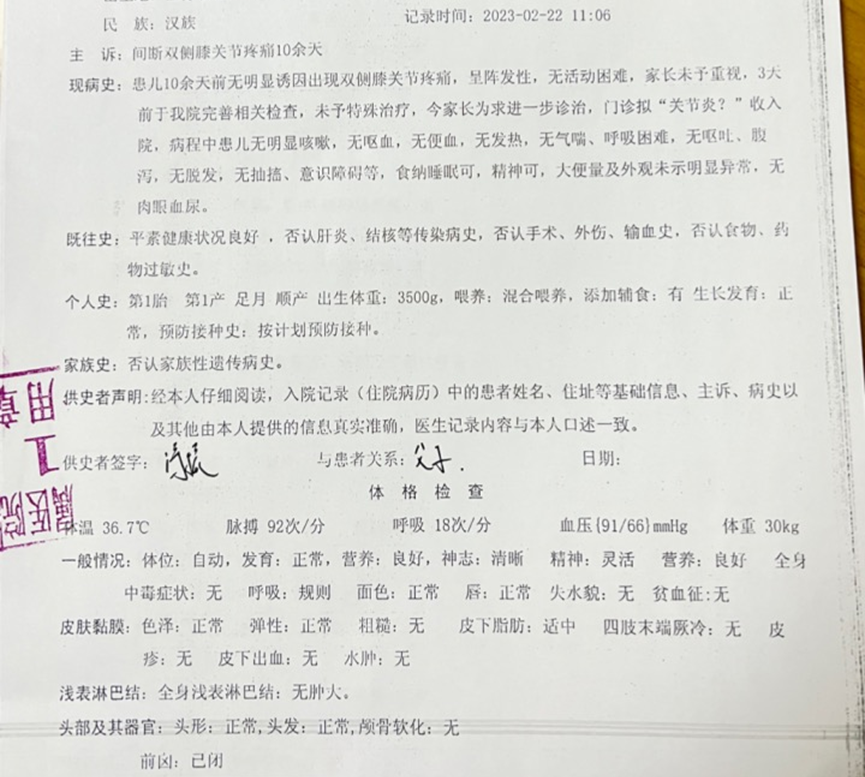 民 族：汉族
记录时间：2023-02-22 11:06
主 诉：间断双侧膝关节疼痛10余天
现病史：患儿10余天前无明显诱因出现双侧膝关节疼痛，呈阵发性，无活动困难，家长未予重视，3天
前于我院完善相关检查，未予特殊治疗，今家长为求进一步诊治，门诊拟“关节炎？”收入
院，病程中患儿无明显咳嗽，无呕血，无便血，无发热，无气喘、呼吸困难，无呕吐、腹
泻，无脱发，无抽搐、意识障碍等，食纳睡眠可，精神可，大便量及外观未示明显异常，无
肉眼血尿。
既往史：平素健康状况良好 ，否认肝炎、结核等传染病史，否认手术、外伤、输血史，否认食物、药
物过敏史。
个人史：第1胎 第1产 足月 顺产 出生体重：3500g，喂养：混合喂养，添加辅食：有 生长发育：正
常，预防接种史：按计划预防接种。
家族史：否认家族性遗传病史。
供史者声明：经本人仔细阅读，入院记录（住院病历）中的患者姓名、住址等基础信息、主诉、病史以
及其他由本人提供的信息真实准确，医生记录内容与本人口述一致。
供史者签字： 与患者关系：父子. 日期：
体 格 检 查
体温 36.7℃ 脉搏 92次/分 呼吸 18次/分 血压{91/66}mmHg 体重 30kg
一般情况：体位：自动，发育：正常，营养：良好，神志：清晰 精神：灵活 营养：良好 全身
中毒症状：无 呼吸：规则 面色：正常 唇：正常 失水貌：无 贫血征:无
皮肤黏膜：色泽：正常 弹性：正常 粗糙：无 皮下脂肪：适中 四肢末端厥冷：无 皮
疹：无 皮下出血：无 水肿：无
浅表淋巴结：全身浅表淋巴结：无肿大。
头部及其器官：头形：正常,头发：正常,颅骨软化：无
前囟：已闭
用章
1
属医院